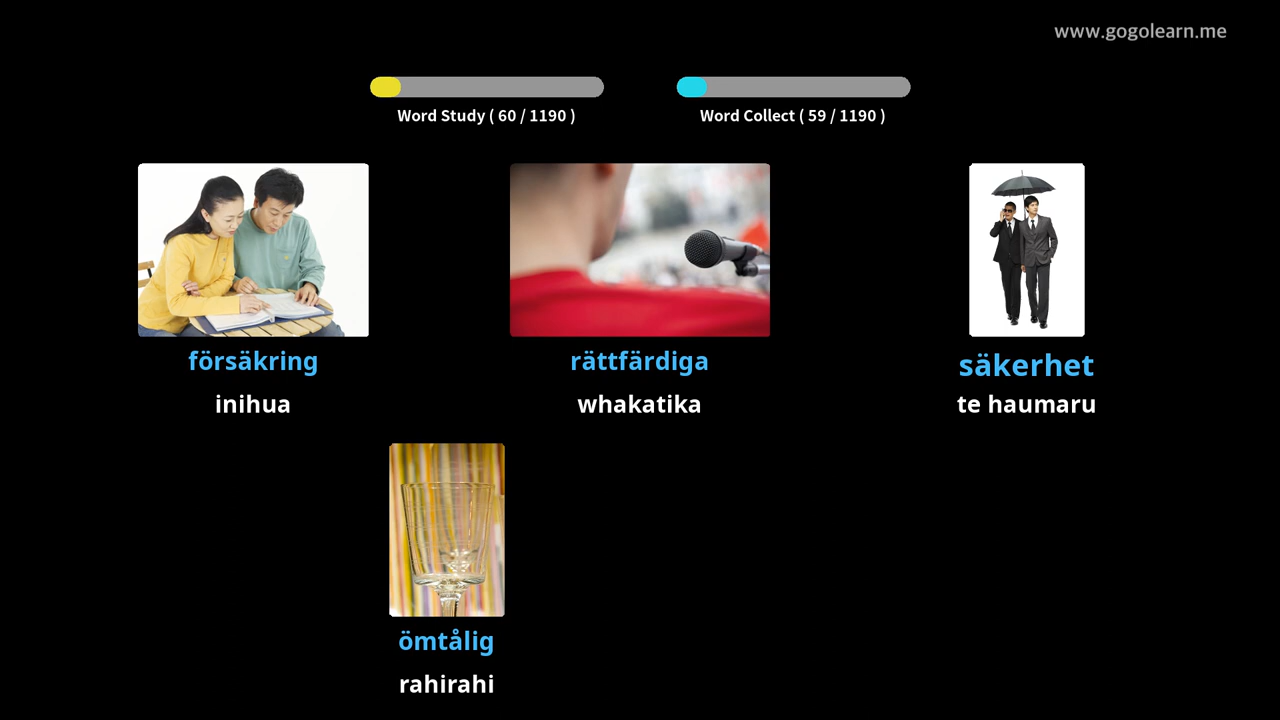 www.gogolearn.me
Word Study ( 60 / 1190 )
Word Collect ( 59 / 1190 )
försäkring
inihua
rättfärdiga
whakatika
säkerhet
te haumaru
ömtålig
rahirahi